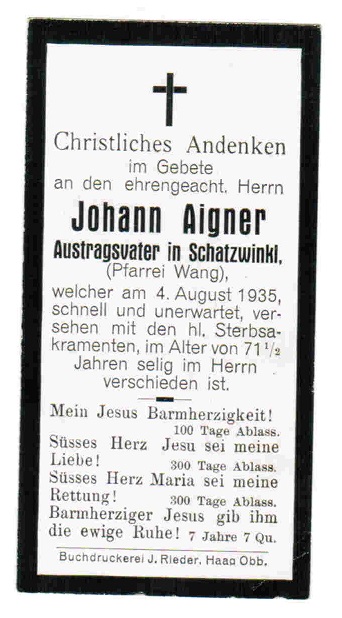 Christliches Andenken
im Gebete
an den ehrengeacht. Herrn
Johann Aigner
Austragsvater in Schatzwinkl,
(Pfarrei Wang),
welcher am 4. August 1935,
schnell und unerwartet, ver-
sehen mit den hl. Sterbsa-
kramenten, im Alter von 71 1/2
Jahren selig im Herrn
verschieden ist.
Mein Jesus Barmherzigkeit!
100 Tage Ablass.
Süsses Herz Jesu sei meine
Liebe! 300 Tage Ablass.
Süsses Herz Maria sei meine
Rettung! 300 Tage Ablass.
Barmherziger Jesus gib ihm
die ewige Ruhe! 7 Jahre 7 Qu.
Buchdruckerei J. Rieder, Haag Obb.